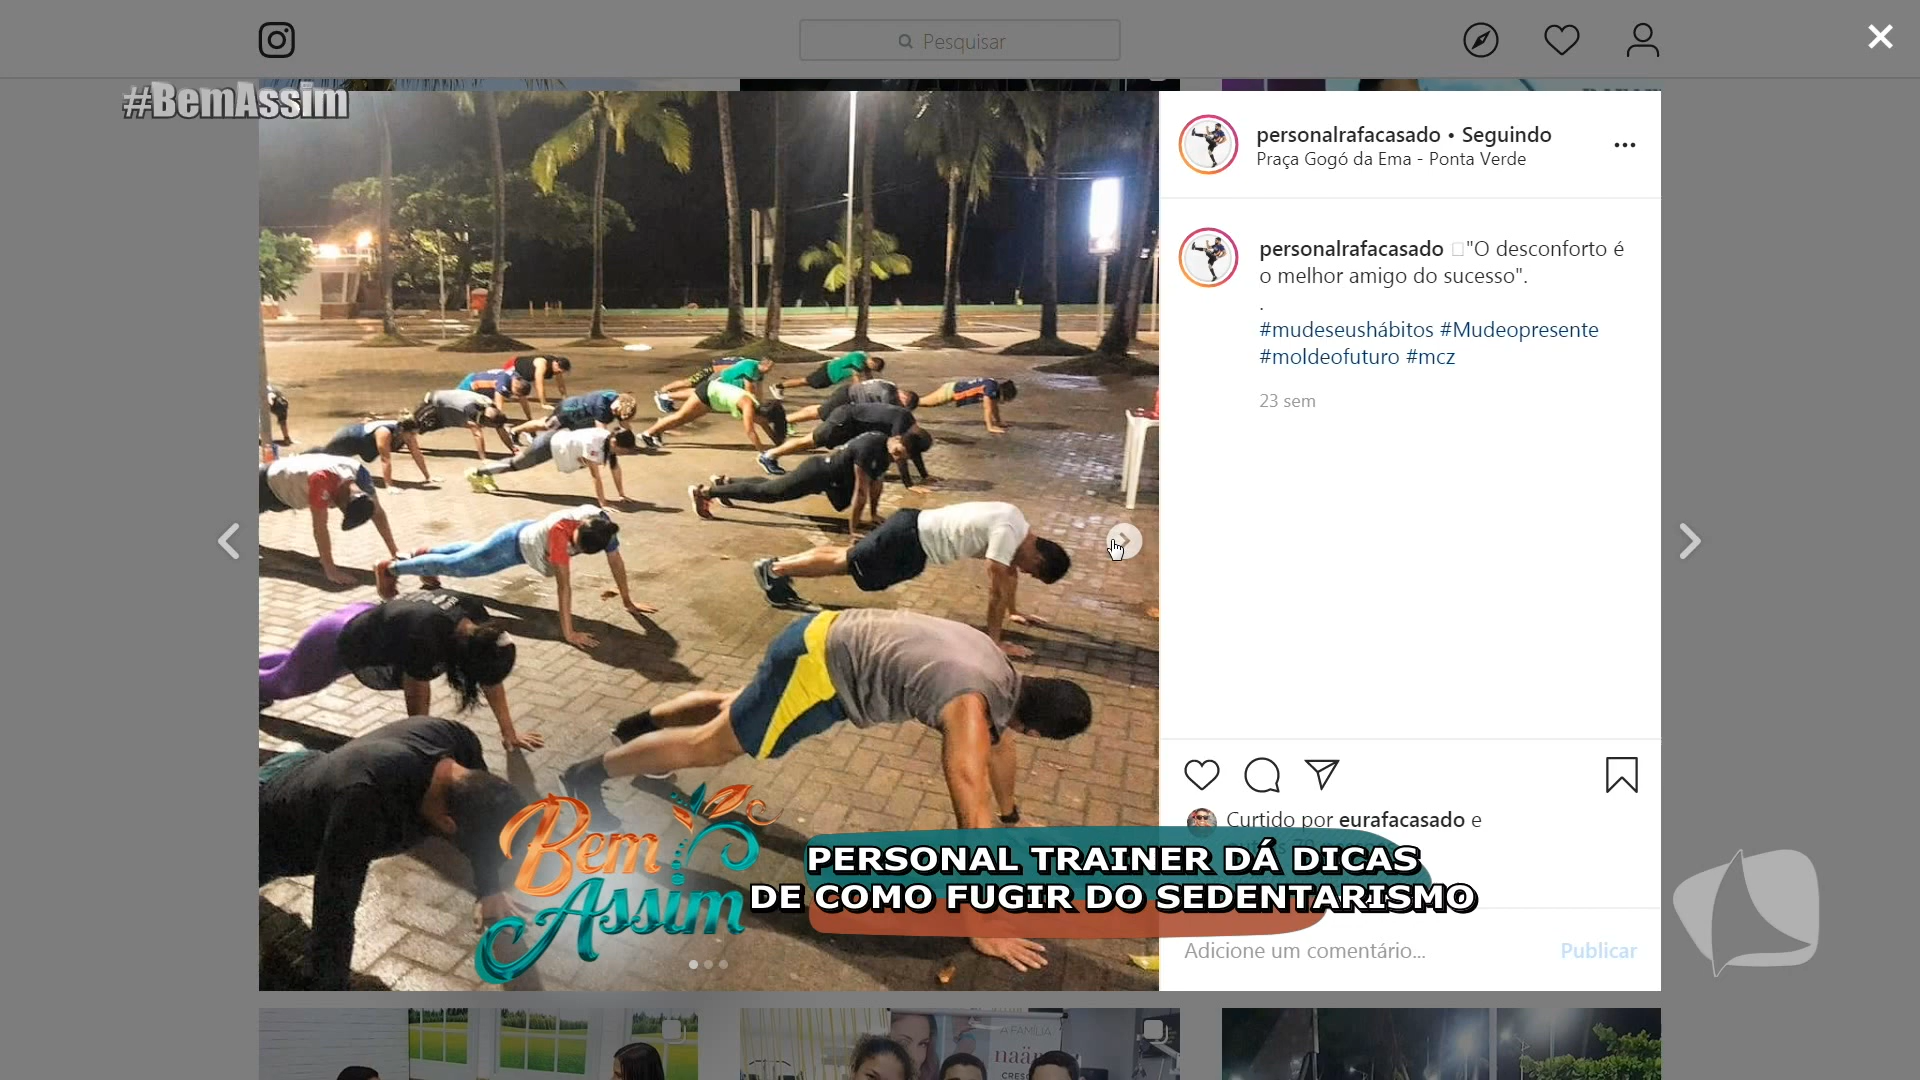 Pesquisar
#BemAssim
personalrafacasado • Seguindo
Praça Gogó da Ema - Ponta Verde
personalrafacasado "O desconforto é
o melhor amigo do sucesso".
.
#mudeseushábitos #Mudeopresente
#moldeofuturo #mcz
23 sem
Curtido por eurafacasado e
Bem
Assim
PERSONAL TRAINER DÁ DICAS
DE COMO FUGIR DO SEDENTARISMO
Adicione um comentário... Publicar
A FAMÍLIA